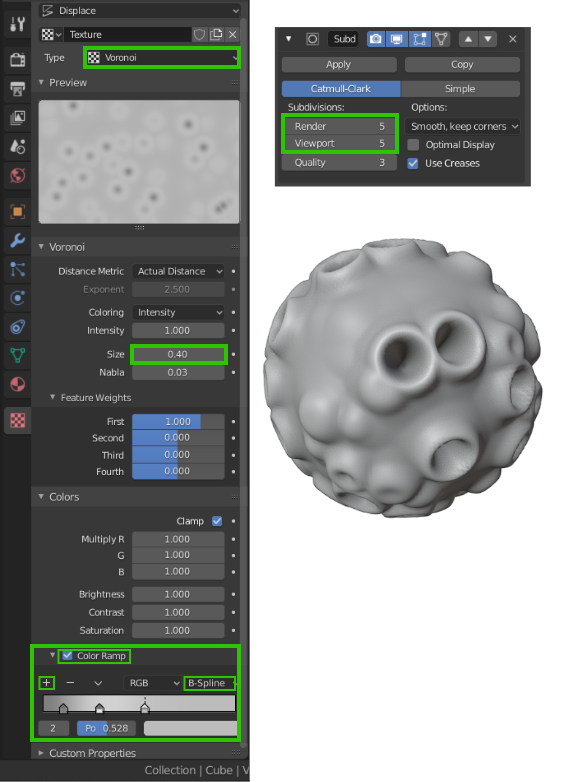 Displace
Texture
Type Voronoi
Preview
Voronoi
Distance Metric Actual Distance
Exponent 2.500
Coloring Intensity
Intensity 1.000
Size 0.40
Nabla 0.03
Feature Weights
First 1.000
Second 0.000
Third 0.000
Fourth 0.000
Colors
Clamp
Multiply R 1.000
G 1.000
B 1.000
Brightness 1.000
Contrast 1.000
Saturation 1.000
Color Ramp
+ − RGB B-Spline
2 Po 0.528
Custom Properties
Collection | Cube | V
Subd
Apply Copy
Catmull-Clark Simple
Subdivisions: Options:
Render 5 Smooth, keep corners
Viewport 5 Optimal Display
Quality 3 Use Creases